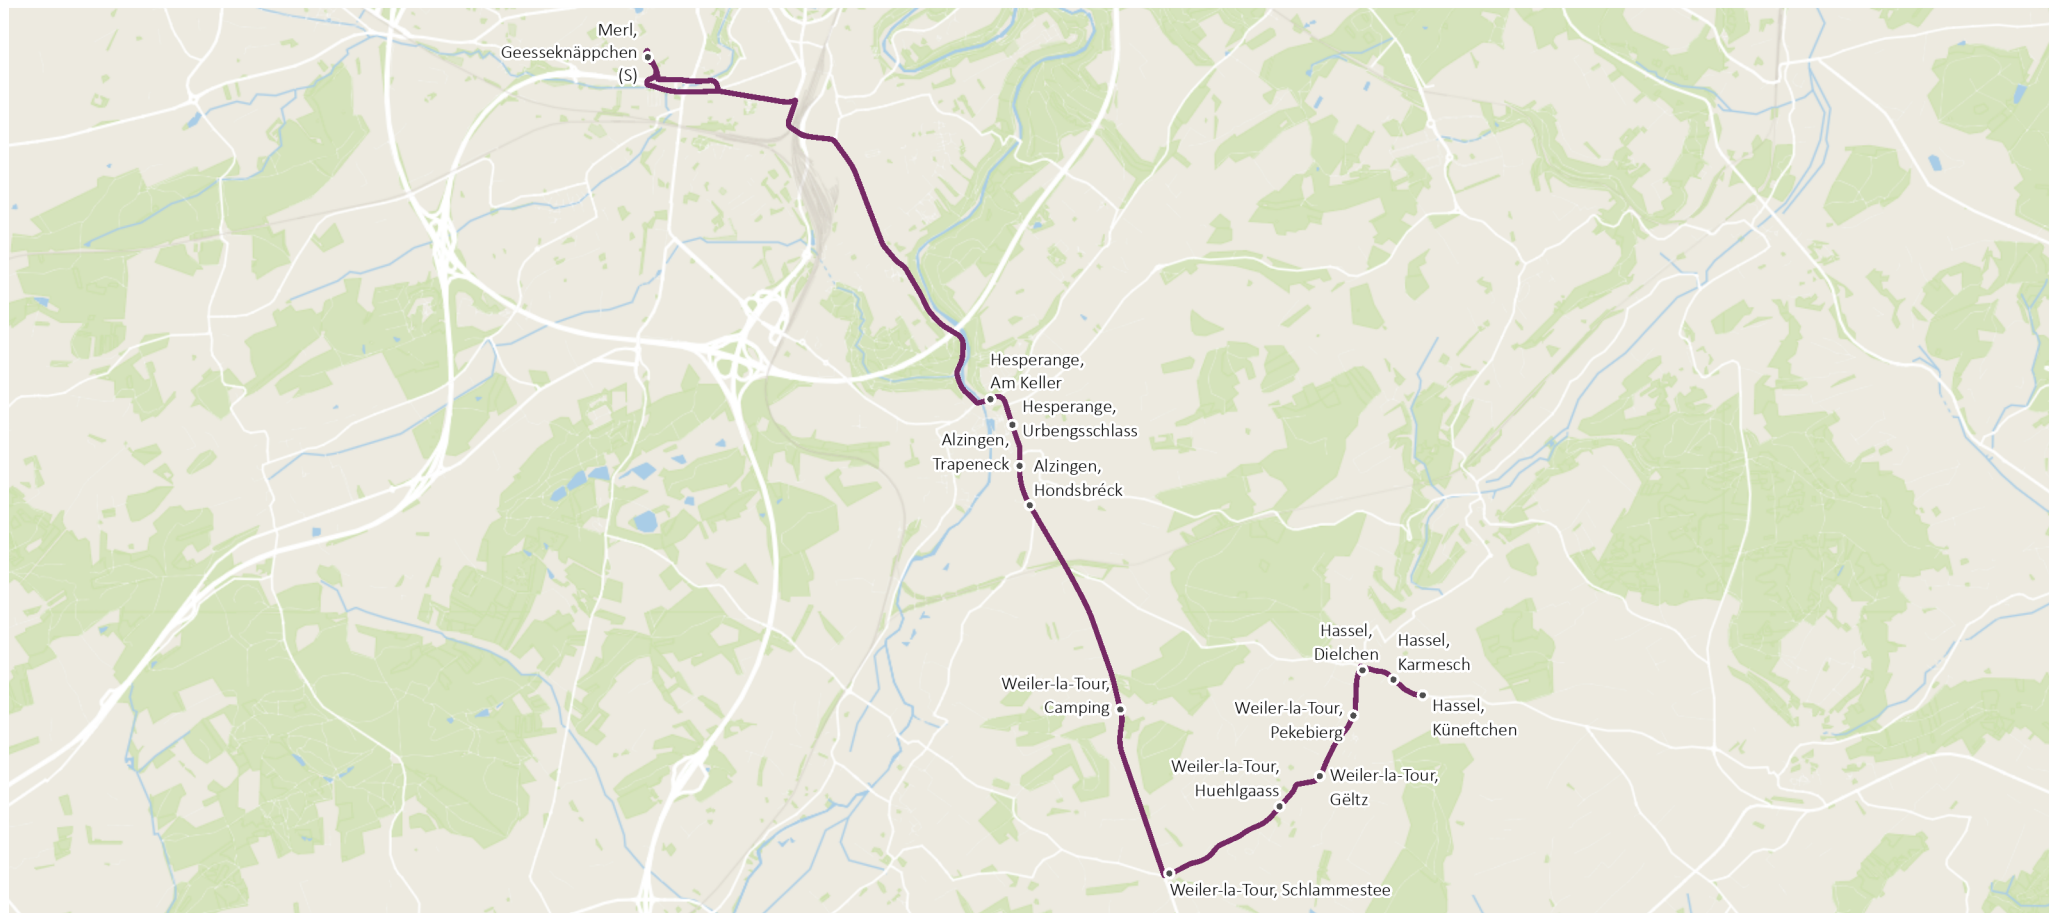 Merl,
Geesseknäppchen
(S)
Hesperange,
Am Keller
Hesperange,
Urbengsschlass
Alzingen,
Trapeneck
Alzingen,
Hondsbréck
Weiler-la-Tour,
Camping
Hassel,
Dielchen
Hassel,
Karmesch
Hassel,
Küneftchen
Weiler-la-Tour,
Pekebierg
Weiler-la-Tour,
Huehlgaass
Weiler-la-Tour,
Gëltz
Weiler-la-Tour, Schlammestee